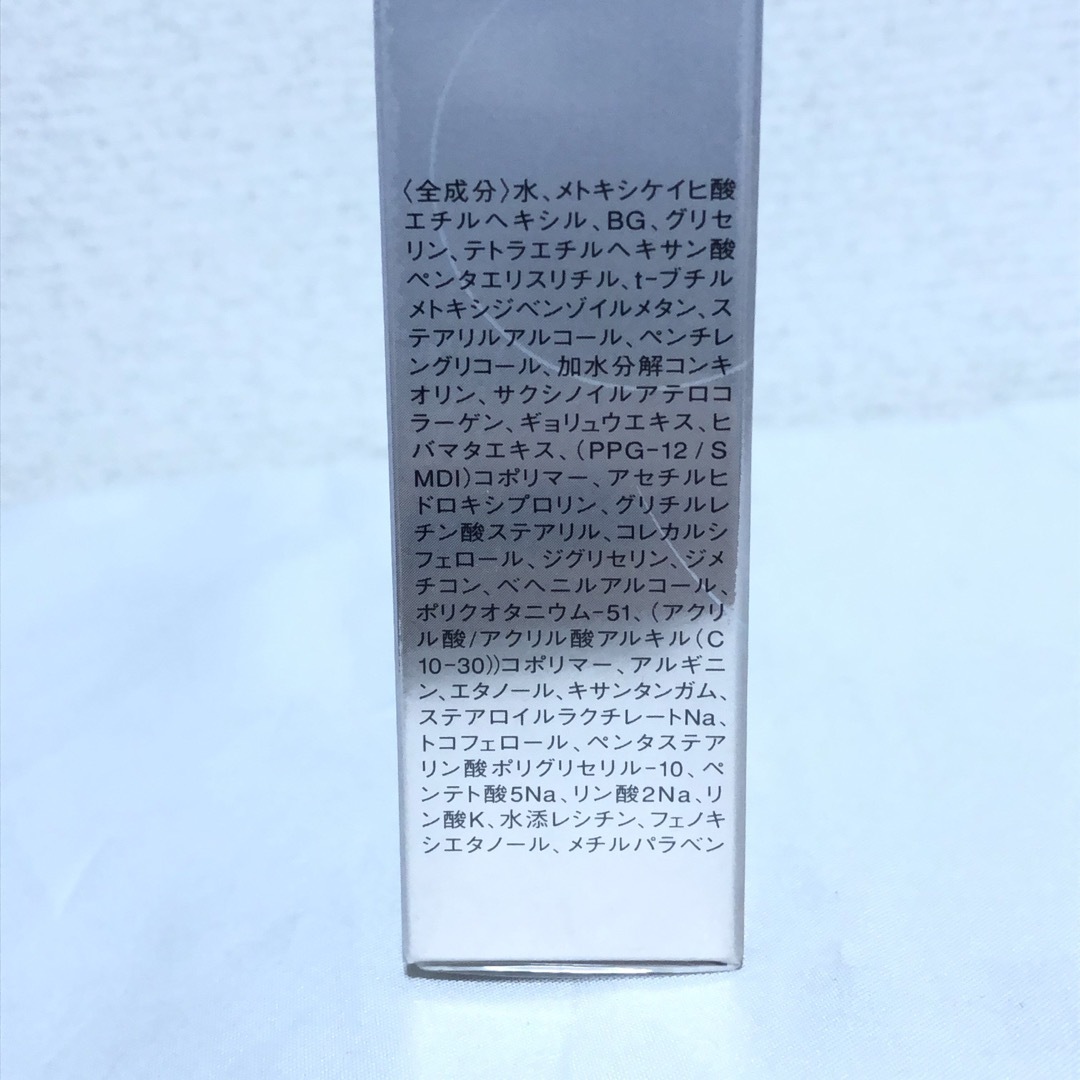 〈全成分〉水、メトキシケイヒ酸
エチルヘキシル、BG、グリセ
リン、テトラエチルヘキサン酸
ペンタエリスリチル、t-ブチル
メトキシジベンゾイルメタン、ス
テアリルアルコール、ペンチレ
ングリコール、加水分解コンキ
オリン、サクシノイルアテロコ
ラーゲン、ギョリュウエキス、ヒ
バマタエキス、(PPG-12/S
MDI)コポリマー、アセチルヒ
ドロキシプロリン、グリチルレ
チン酸ステアリル、コレカルシ
フェロール、ジグリセリン、ジメ
チコン、ベヘニルアルコール、
ポリクオタニウム-51、(アクリ
ル酸/アクリル酸アルキル(C
10-30))コポリマー、アルギニ
ン、エタノール、キサンタンガム、
ステアロイルラクチレートNa、
トコフェロール、ペンタステア
リン酸ポリグリセリル-10、ペ
ンテト酸5Na、リン酸2Na、リ
ン酸K、水添レシチン、フェノキ
シエタノール、メチルパラベン